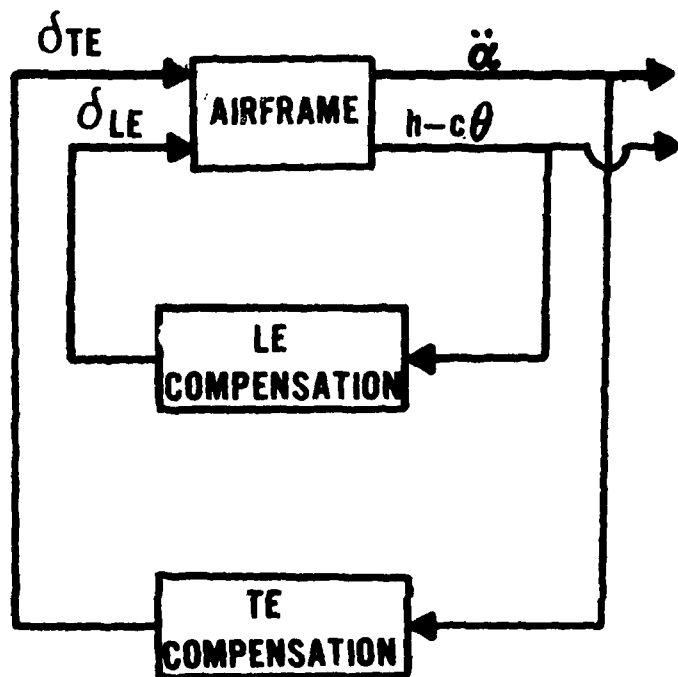 δTE
α̈
δLE
AIRFRAME
h-cθ
LE
COMPENSATION
TE
COMPENSATION